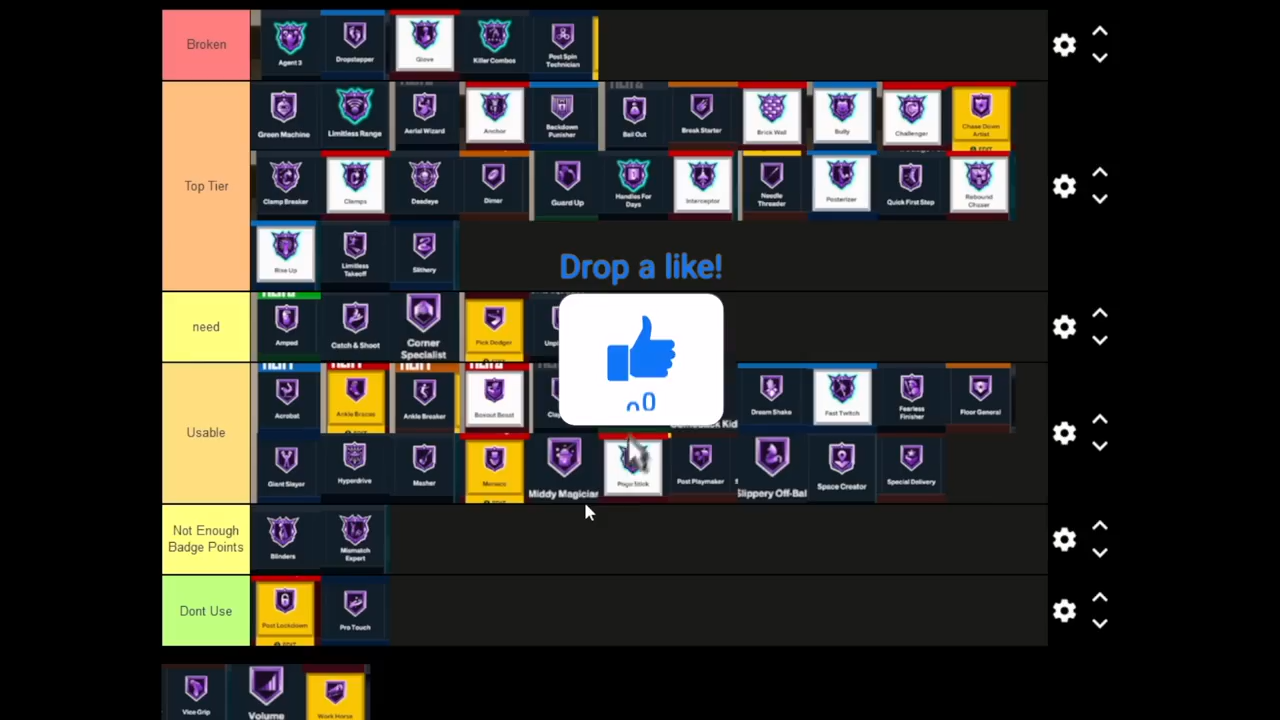 Broken
Agent 3
Dropstepper
Glove
Killer Combos
Post Spin
Technician
Top Tier
Green Machine
Limitless Range
Aerial Wizard
Anchor
Backdown
Punisher
Bail Out
Break Starter
Brick Wall
Bully
Challenger
Chase Down
Artist
Clamp Breaker
Clamps
Deadeye
Dimer
Guard Up
Handles For
Days
Interceptor
Needle
Threader
Posterizer
Quick First Step
Rebound
Chaser
Rise Up
Limitless
Takeoff
Slithery
Drop a like!
need
Amped
Catch & Shoot
Corner
Specialist
Pick Dodger
Usable
Acrobat
Ankle Braces
Ankle Breaker
Boxout Beast
Dream Shake
Fast Twitch
Fearless
Finisher
Floor General
Giant Slayer
Hyperdrive
Masher
Menace
Middy Magician
Pogo Stick
Post Playmaker
Slippery Off-Bal
Space Creator
Special Delivery
Not Enough
Badge Points
Blinders
Mismatch
Expert
Dont Use
Post Lockdown
Pro Touch
Vice Grip
Volume
Work Horse